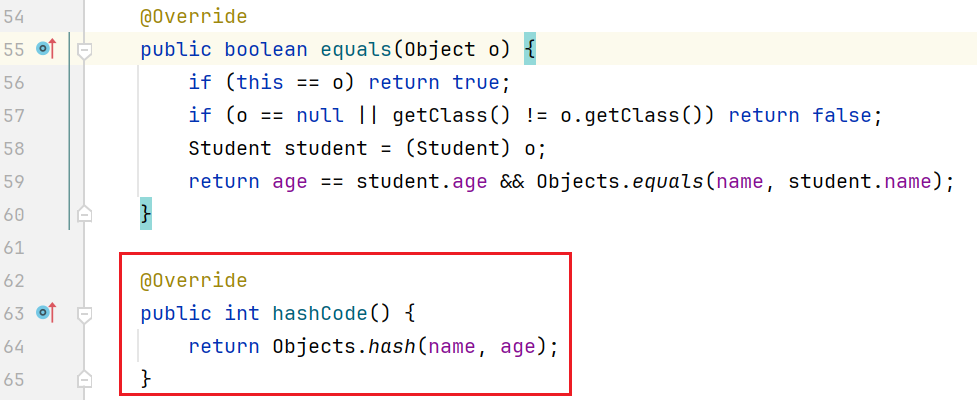 54 @Override
55 public boolean equals(Object o) {
56 if (this == o) return true;
57 if (o == null || getClass() != o.getClass()) return false;
58 Student student = (Student) o;
59 return age == student.age && Objects.equals(name, student.name);
60 }
61
62 @Override
63 public int hashCode() {
64 return Objects.hash(name, age);
65 }